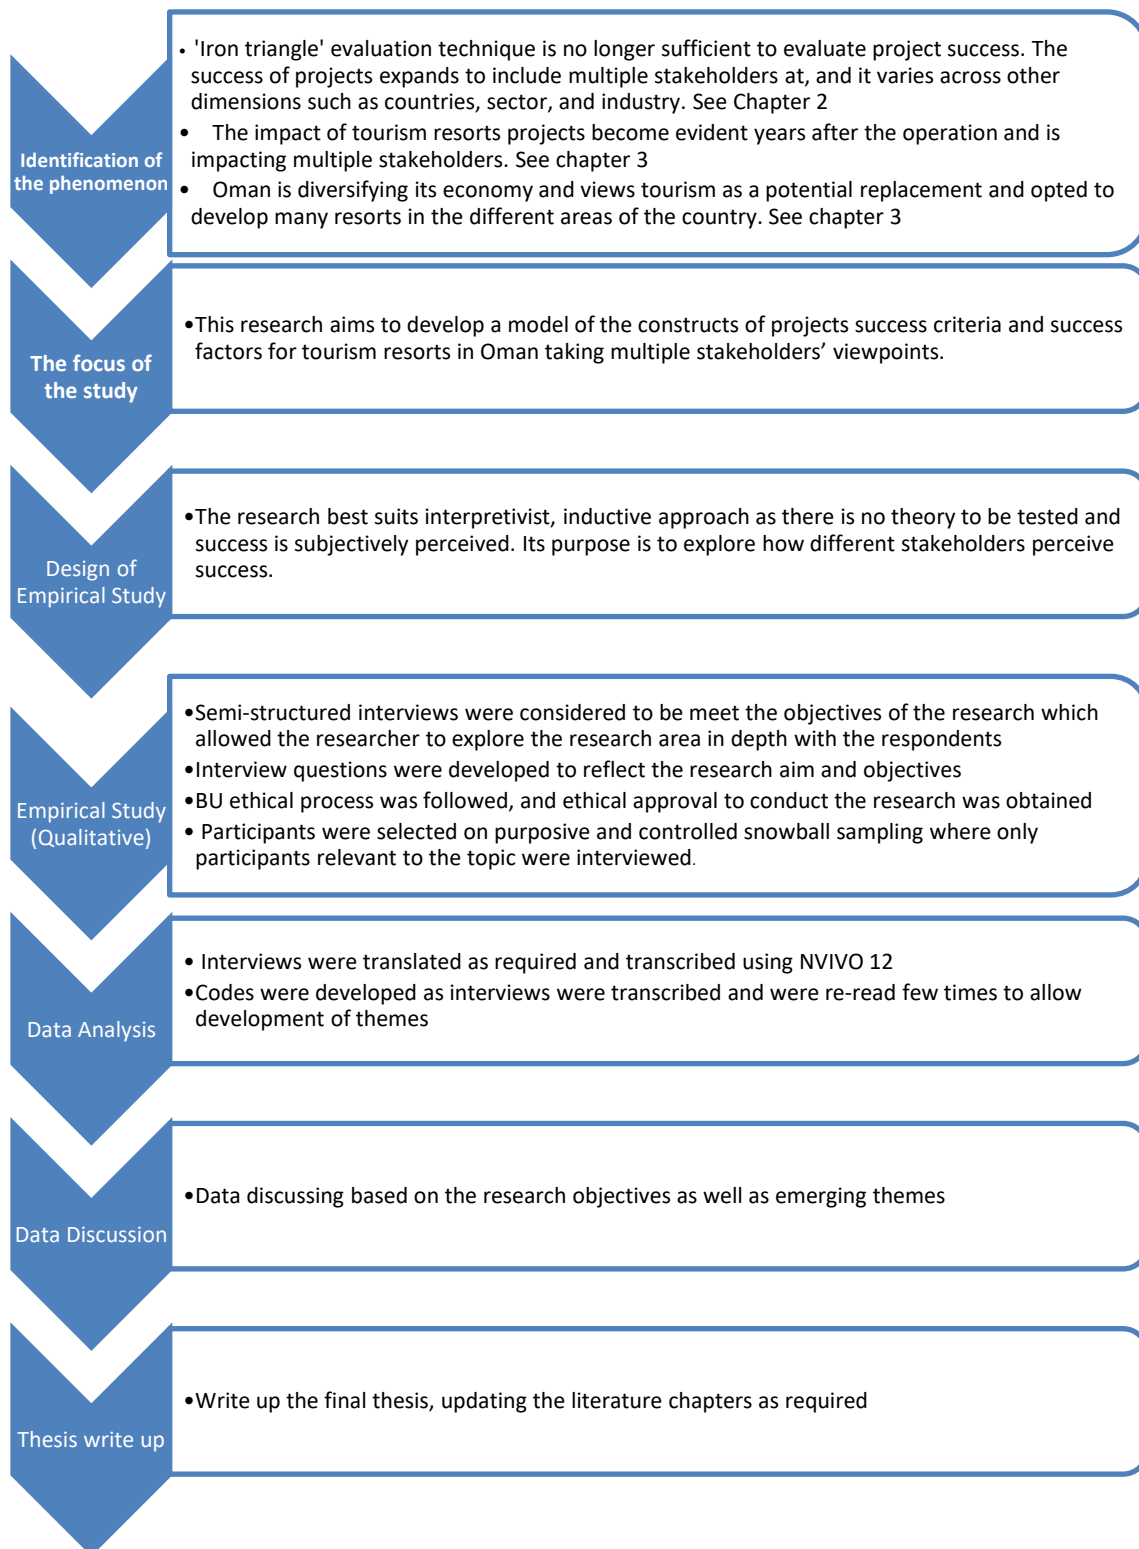 Identification of
the phenomenon
• 'Iron triangle' evaluation technique is no longer sufficient to evaluate project success. The
success of projects expands to include multiple stakeholders at, and it varies across other
dimensions such as countries, sector, and industry. See Chapter 2
• The impact of tourism resorts projects become evident years after the operation and is
impacting multiple stakeholders. See chapter 3
• Oman is diversifying its economy and views tourism as a potential replacement and opted to
develop many resorts in the different areas of the country. See chapter 3
The focus of
the study
•This research aims to develop a model of the constructs of projects success criteria and success
factors for tourism resorts in Oman taking multiple stakeholders’ viewpoints.
Design of
Empirical Study
•The research best suits interpretivist, inductive approach as there is no theory to be tested and
success is subjectively perceived. Its purpose is to explore how different stakeholders perceive
success.
Empirical Study
(Qualitative)
•Semi-structured interviews were considered to be meet the objectives of the research which
allowed the researcher to explore the research area in depth with the respondents
•Interview questions were developed to reflect the research aim and objectives
•BU ethical process was followed, and ethical approval to conduct the research was obtained
• Participants were selected on purposive and controlled snowball sampling where only
participants relevant to the topic were interviewed.
Data Analysis
• Interviews were translated as required and transcribed using NVIVO 12
•Codes were developed as interviews were transcribed and were re-read few times to allow
development of themes
Data Discussion
•Data discussing based on the research objectives as well as emerging themes
Thesis write up
•Write up the final thesis, updating the literature chapters as required